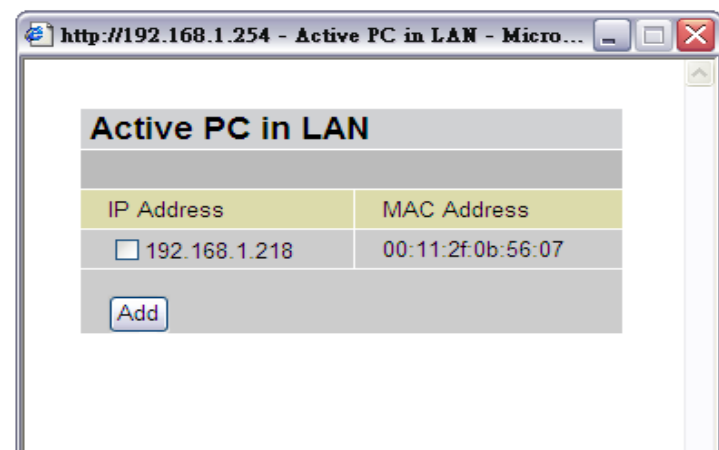 http://192.168.1.254 - Active PC in LAN - Micro...
Active PC in LAN
IP Address MAC Address
192.168.1.218 00:11:2f:0b:56:07
Add